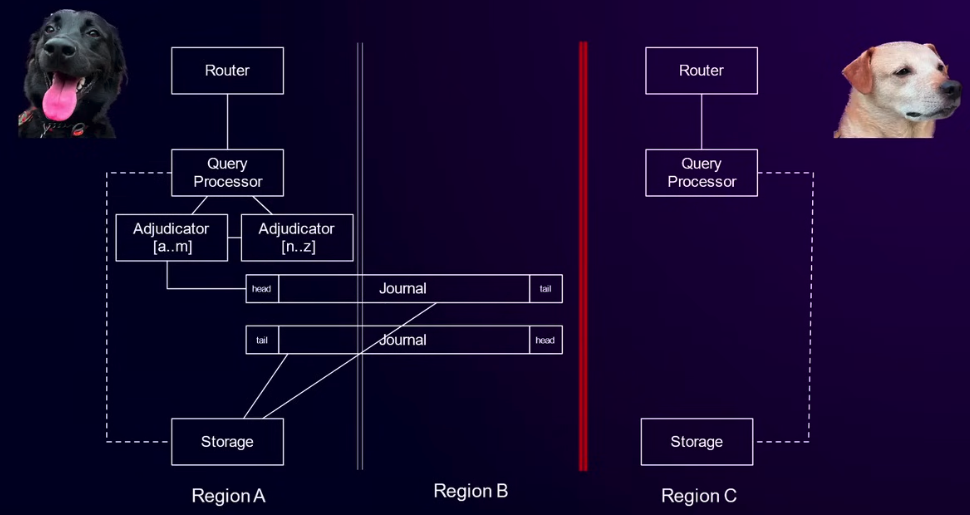 Router
Router
Query
Processor
Query
Processor
Adjudicator
[a..m]
Adjudicator
[n..z]
head
Journal
tail
tail
Journal
head
Storage
Storage
Region A
Region B
Region C